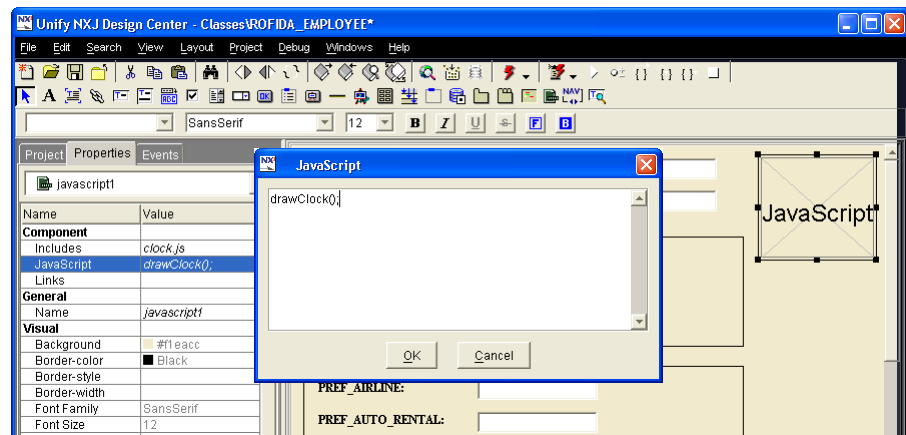 Unify NXJ Design Center - Classes\ROFIDA_EMPLOYEE*
File Edit Search View Layout Project Debug Windows Help
SansSerif 12 B I U S F B
Project Properties Events
javascript1
Name Value
Component
Includes clock.js
JavaScript drawClock();
Links
General
Name javascript1
Visual
Background #f1eacc
Border-color Black
Border-style
Border-width
Font Family SansSerif
Font Size 12
JavaScript
drawClock();
OK Cancel
JavaScript
PREF_AIRLINE:
PREF_AUTO_RENTAL: